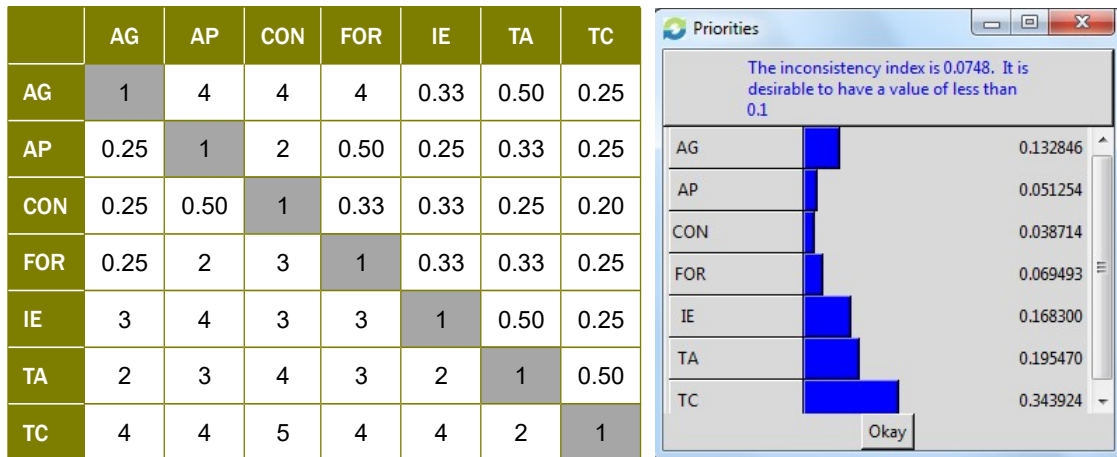 AG AP CON FOR IE TA TC
AG 1 4 4 4 0.33 0.50 0.25
AP 0.25 1 2 0.50 0.25 0.33 0.25
CON 0.25 0.50 1 0.33 0.33 0.25 0.20
FOR 0.25 2 3 1 0.33 0.33 0.25
IE 3 4 3 3 1 0.50 0.25
TA 2 3 4 3 2 1 0.50
TC 4 4 5 4 4 2 1
Priorities
The inconsistency index is 0.0748. It is
desirable to have a value of less than
0.1
AG 0.132846
AP 0.051254
CON 0.038714
FOR 0.069493
IE 0.168300
TA 0.195470
TC 0.343924
Okay